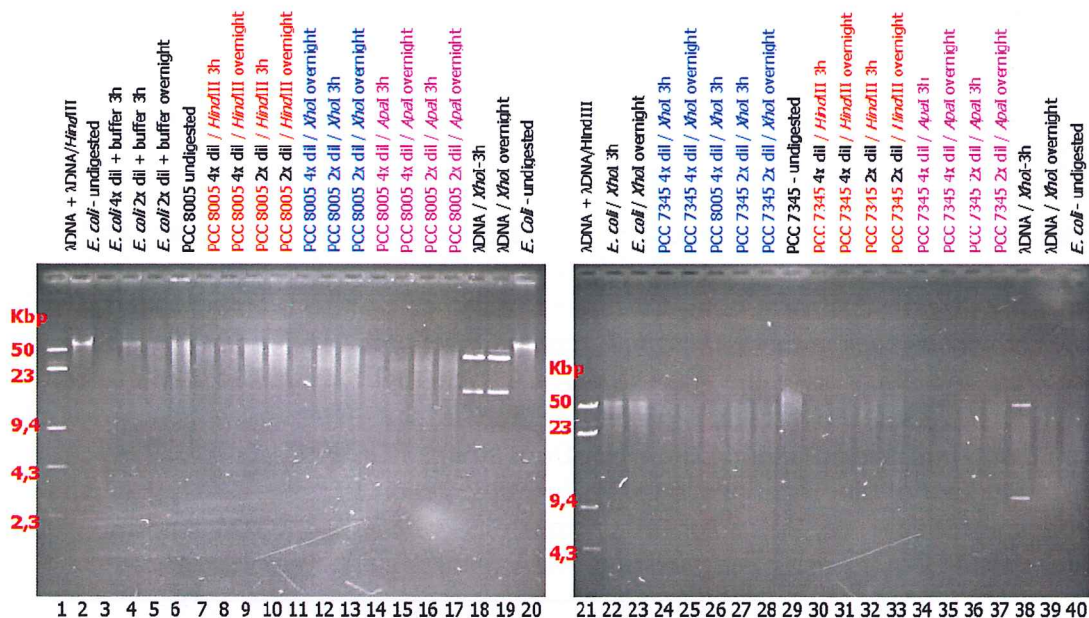 λDNA + λDNA/HindIII
E. coli - undigested
E. coli 4x dil + buffer 3h
E. coli 2x dil + buffer 3h
E. coli 2x dil + buffer overnight
PCC 8005 undigested
PCC 8005 4x dil / HindIII 3h
PCC 8005 4x dil / HindIII overnight
PCC 8005 2x dil / HindIII 3h
PCC 8005 2x dil / HindIII overnight
PCC 8005 4x dil / XhoI overnight
PCC 8005 2x dil / XhoI 3h
PCC 8005 2x dil / XhoI overnight
PCC 8005 4x dil / ApaI 3h
PCC 8005 4x dil / ApaI overnight
PCC 8005 2x dil / ApaI 3h
PCC 8005 2x dil / ApaI overnight
λDNA / XhoI-3h
λDNA / XhoI overnight
E. Coli - undigested
Kbp
50
23
9,4
4,3
2,3
1 2 3 4 5 6 7 8 9 10 11 12 13 14 15 16 17 18 19 20
λDNA + λDNA/HindIII
E. coli / XhoI 3h
E. coli / XhoI overnight
PCC 7345 4x dil / XhoI 3h
PCC 7345 4x dil / XhoI overnight
PCC 8005 4x dil / XhoI 3h
PCC 7345 2x dil / XhoI 3h
PCC 7345 2x dil / XhoI overnight
PCC 7345 - undigested
PCC 7345 4x dil / HindIII 3h
PCC 7345 4x dil / HindIII overnight
PCC 7345 2x dil / HindIII 3h
PCC 7345 2x dil / HindIII overnight
PCC 7345 4x dil / ApaI 3h
PCC 7345 4x dil / ApaI overnight
PCC 7345 2x dil / ApaI 3h
PCC 7345 2x dil / ApaI overnight
λDNA / XhoI-3h
λDNA / XhoI overnight
E. Coli - undigested
Kbp
50
23
9,4
4,3
21 22 23 24 25 26 27 28 29 30 31 32 33 34 35 36 37 38 39 40